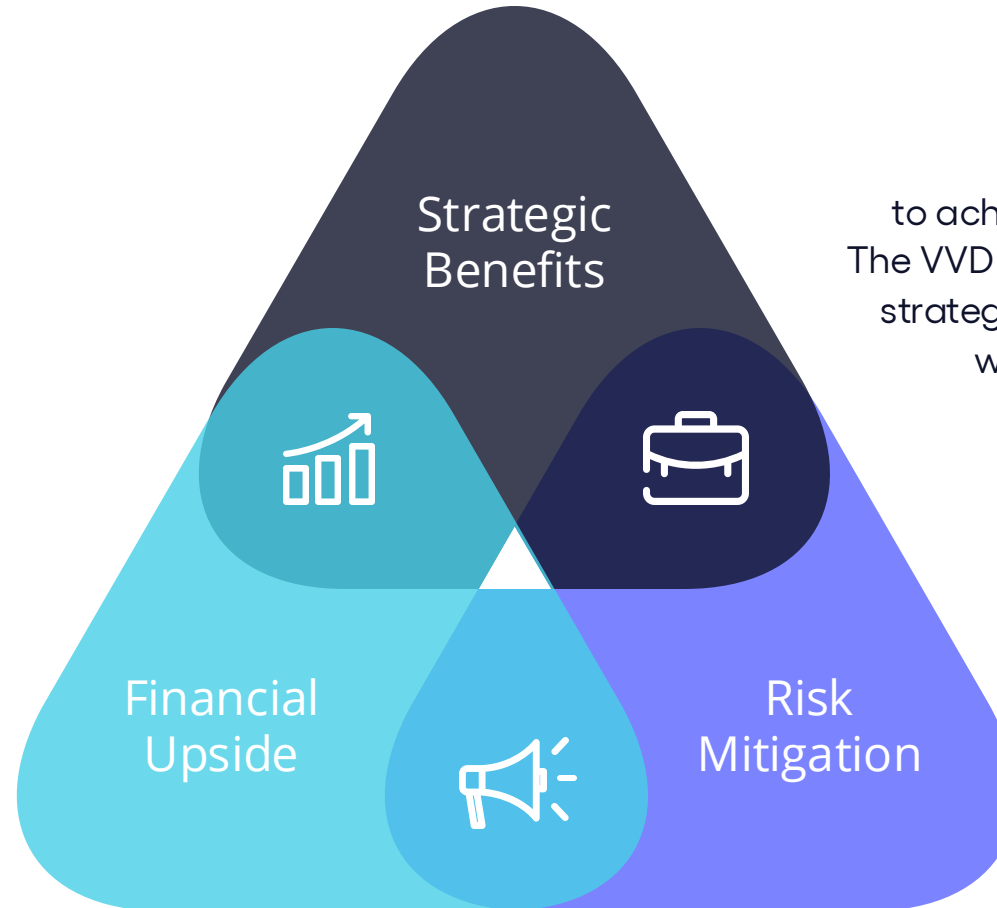 Strategic
Benefits
to ach
The VVD
strateg
w
Financial
Upside
Risk
Mitigation